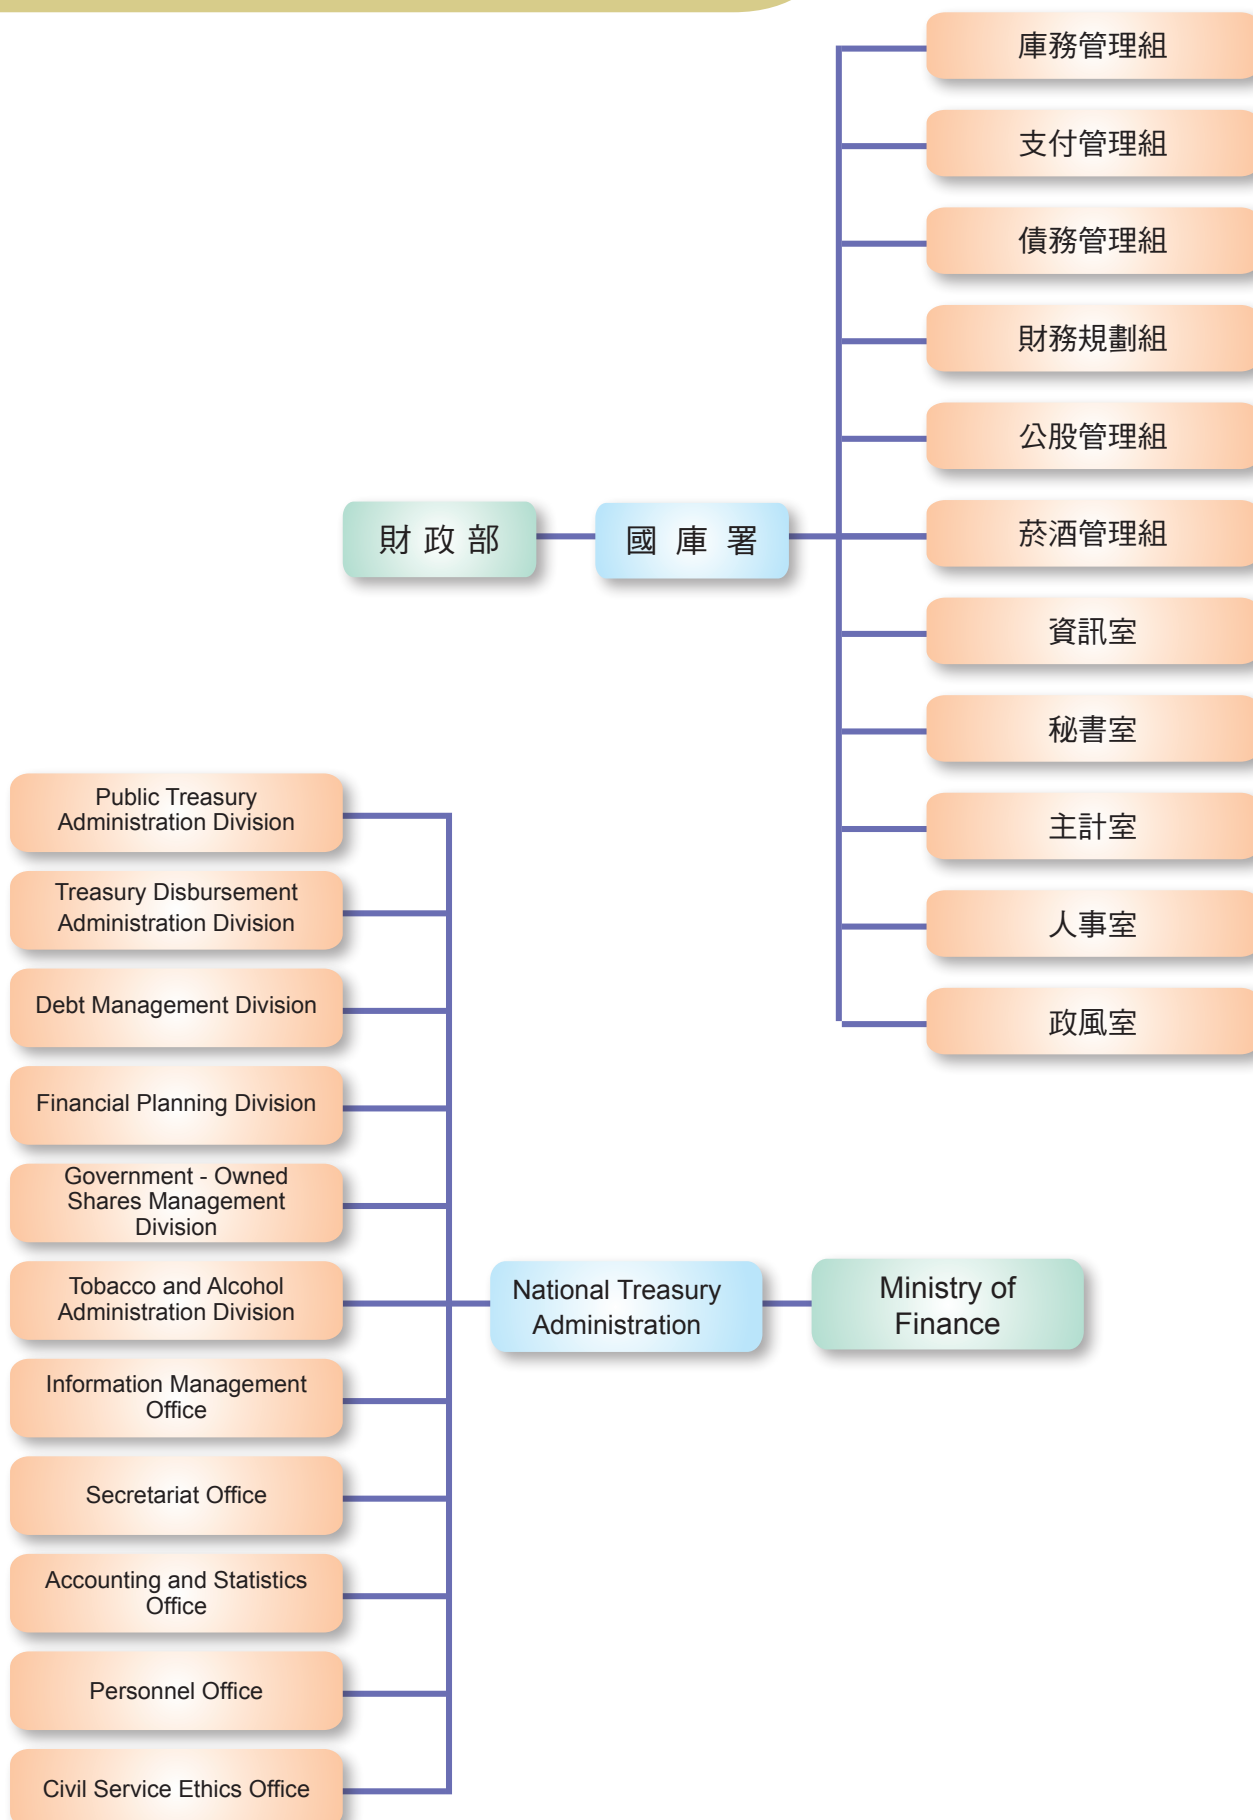 庫務管理組
支付管理組
債務管理組
財務規劃組
公股管理組
財政部
國庫署
菸酒管理組
資訊室
秘書室
主計室
人事室
政風室
Public Treasury
Administration Division
Treasury Disbursement
Administration Division
Debt Management Division
Financial Planning Division
Government - Owned
Shares Management
Division
Tobacco and Alcohol
Administration Division
National Treasury
Administration
Ministry of
Finance
Information Management
Office
Secretariat Office
Accounting and Statistics
Office
Personnel Office
Civil Service Ethics Office